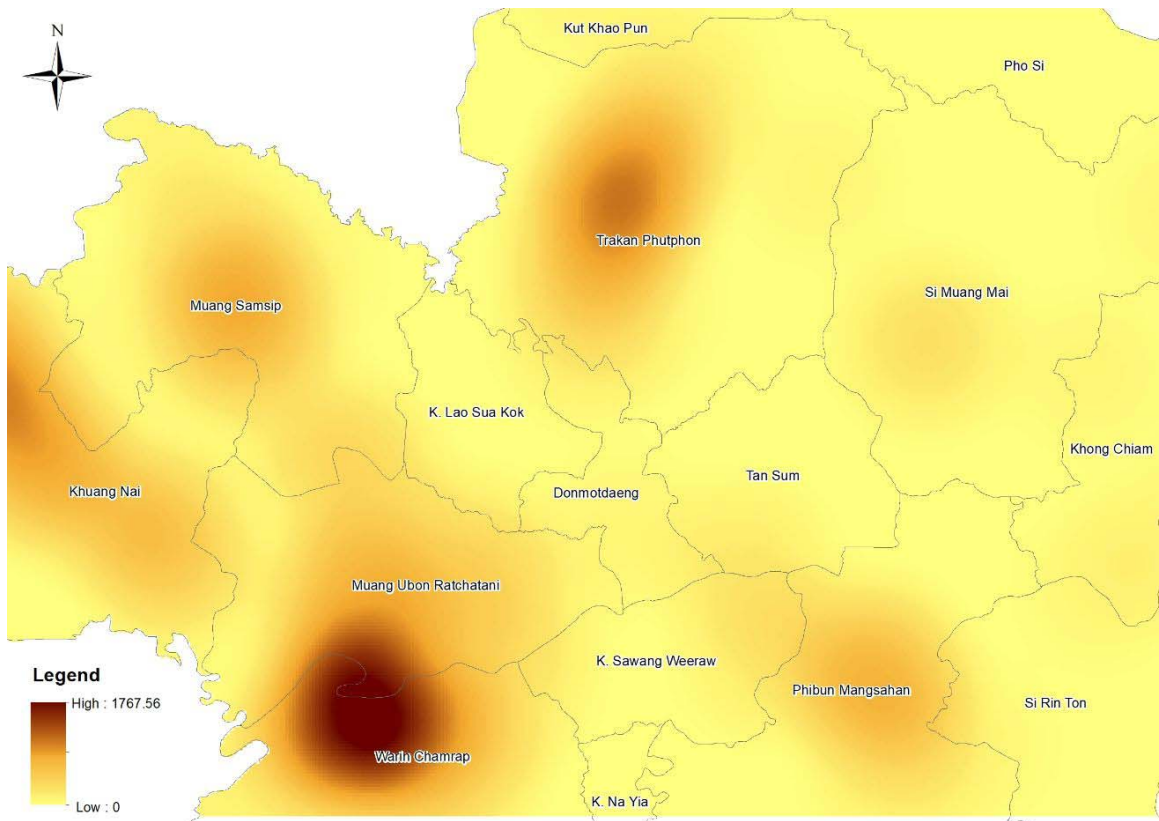 N
Kut Khao Pun
Pho Si
Trakan Phutphon
Muang Samsip
Si Muang Mai
K. Lao Sua Kok
Khong Chiam
Tan Sum
Khuang Nai
Donmotdaeng
Muang Ubon Ratchatani
K. Sawang Weeraw
Phibun Mangsahan
Si Rin Ton
Warin Chamrap
K. Na Yia
Legend
High : 1767.56
Low : 0